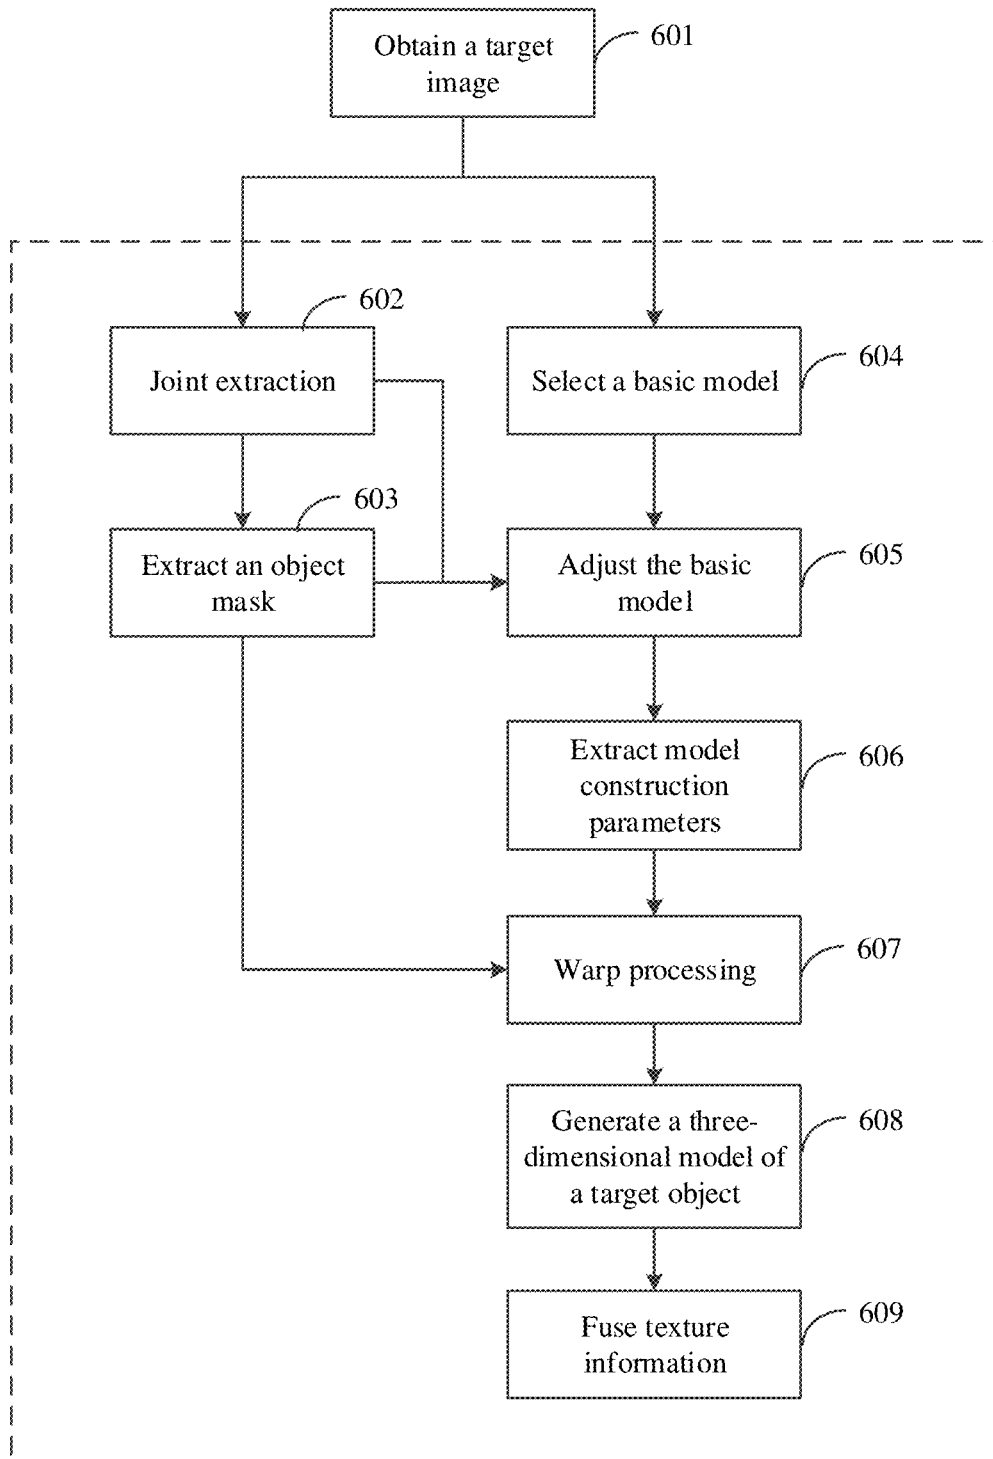 Obtain a target
image
601
602
Joint extraction
Select a basic model
604
603
Extract an object
mask
Adjust the basic
model
605
Extract model
construction
parameters
606
Warp processing
607
Generate a three-
dimensional model of
a target object
608
Fuse texture
information
609